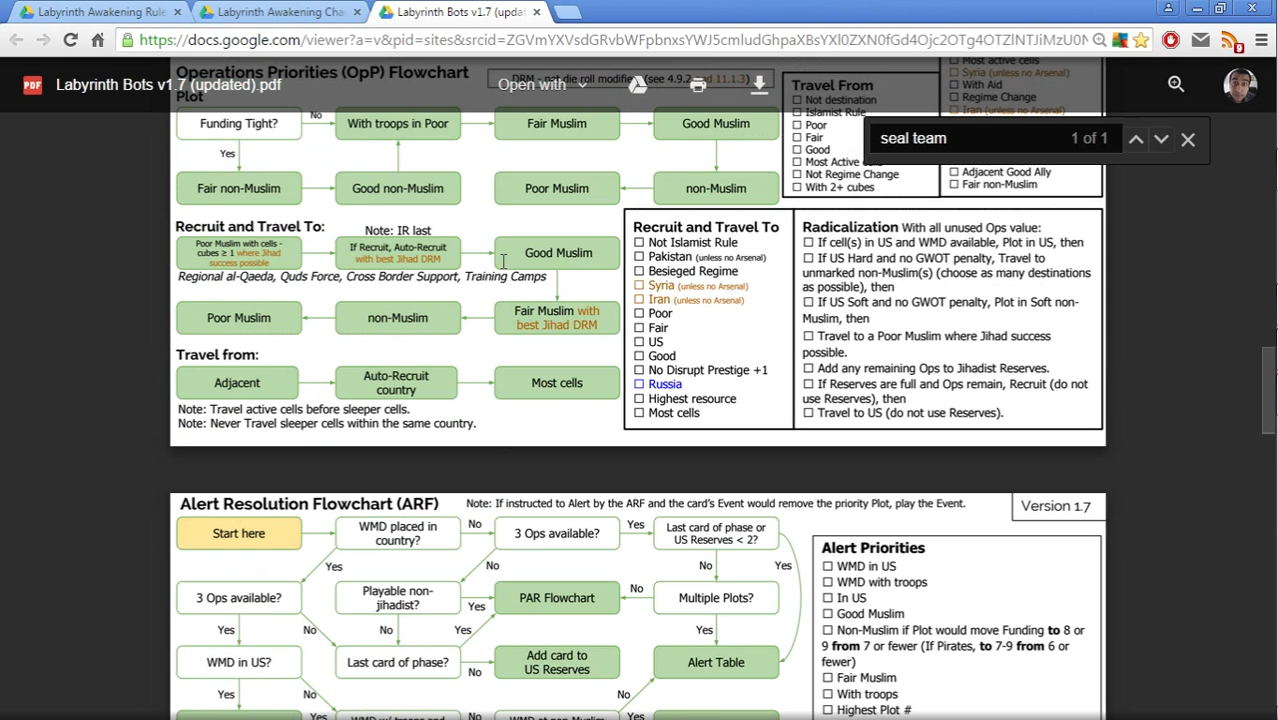 Labyrinth Awakening Rule
Labyrinth Awakening Cha
Labyrinth Bots v1.7 (updat
https://docs.google.com/viewer?a=v&pid=sites&srcid=
PDF
Labyrinth Bots v1.7 (updated).pdf
Open with
seal team
1 of 1
Operations Priorities (OpP) Flowchart
Plot
Funding Tight?
No
With troops in Poor
Fair Muslim
Good Muslim
Yes
Fair non-Muslim
Good non-Muslim
Poor Muslim
non-Muslim
Travel From
☐ Not destination
☐ Islamist Rule
☐ Poor
☐ Fair
☐ Good
☐ Most Active
☐ Not Regime Change
☐ With 2+ cubes
☐ Most active cells
☐ Syria (unless no Arsenal)
☐ With Aid
☐ Regime Change
☐ Iran (unless no Arsenal)
☐ Adjacent Good Ally
☐ Fair non-Muslim
Recruit and Travel To:
Note: IR last
Poor Muslim with cells -
cubes ≥ 1 where Jihad
success possible
If Recruit, Auto-Recruit
with best Jihad DRM
Good Muslim
Regional al-Qaeda, Quds Force, Cross Border Support, Training Camps
Poor Muslim
non-Muslim
Fair Muslim with
best Jihad DRM
Travel from:
Adjacent
Auto-Recruit
country
Most cells
Note: Travel active cells before sleeper cells.
Note: Never Travel sleeper cells within the same country.
Recruit and Travel To
☐ Not Islamist Rule
☐ Pakistan (unless no Arsenal)
☐ Besieged Regime
☐ Syria (unless no Arsenal)
☐ Iran (unless no Arsenal)
☐ Poor
☐ Fair
☐ US
☐ Good
☐ No Disrupt Prestige +1
☐ Russia
☐ Highest resource
☐ Most cells
Radicalization With all unused Ops value:
☐ If cell(s) in US and WMD available, Plot in US, then
☐ If US Hard and no GWOT penalty, Travel to
unmarked non-Muslim(s) (choose as many destinations
as possible), then
☐ If US Soft and no GWOT penalty, Plot in Soft non-
Muslim, then
☐ Travel to a Poor Muslim where Jihad success
possible.
☐ Add any remaining Ops to Jihadist Reserves.
☐ If Reserves are full and Ops remain, Recruit (do not
use Reserves), then
☐ Travel to US (do not use Reserves).
Alert Resolution Flowchart (ARF)
Note: If instructed to Alert by the ARF and the card's Event would remove the priority Plot, play the Event.
Version 1.7
Start here
WMD placed in
country?
No
3 Ops available?
Yes
Last card of phase or
US Reserves < 2?
Yes
No
No
Yes
3 Ops available?
Playable non-
jihadist?
Yes
PAR Flowchart
No
Multiple Plots?
Yes
No
No
Yes
Yes
WMD in US?
Last card of phase?
No
Add card to
US Reserves
Alert Table
Yes
No
No
Yes
Alert Priorities
☐ WMD in US
☐ WMD with troops
☐ In US
☐ Good Muslim
☐ Non-Muslim if Plot would move Funding to 8 or
9 from 7 or fewer (If Pirates, to 7-9 from 6 or
fewer)
☐ Fair Muslim
☐ With troops
☐ Highest Plot #